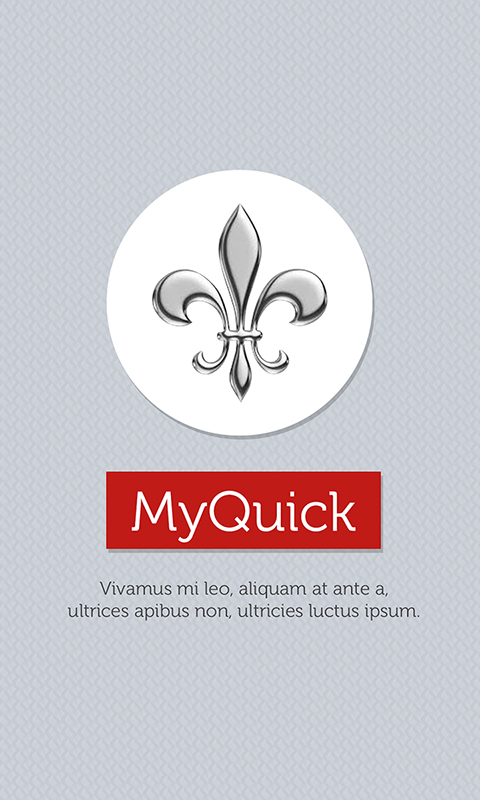 MyQuick
Vivamus mi leo, aliquam at ante a,
ultrices apibus non, ultricies luctus ipsum.